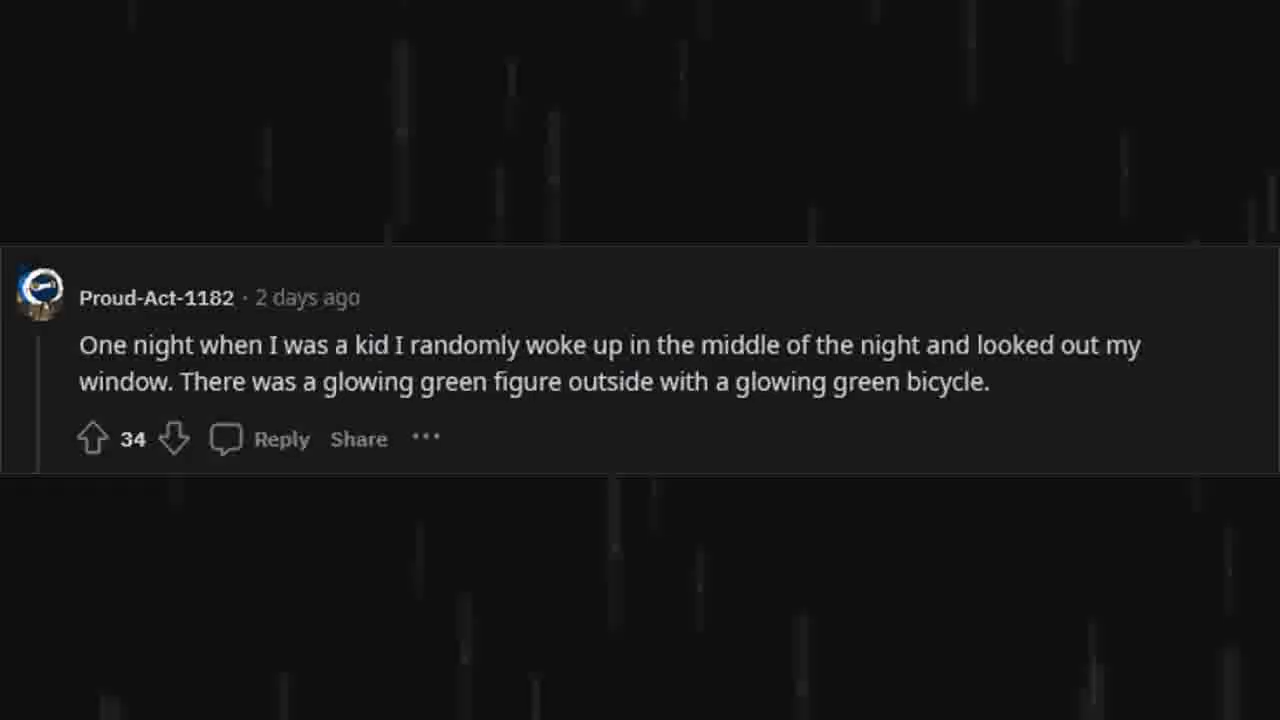 Proud-Act-1182 · 2 days ago
One night when I was a kid I randomly woke up in the middle of the night and looked out my
window. There was a glowing green figure outside with a glowing green bicycle.
34 Reply Share ···